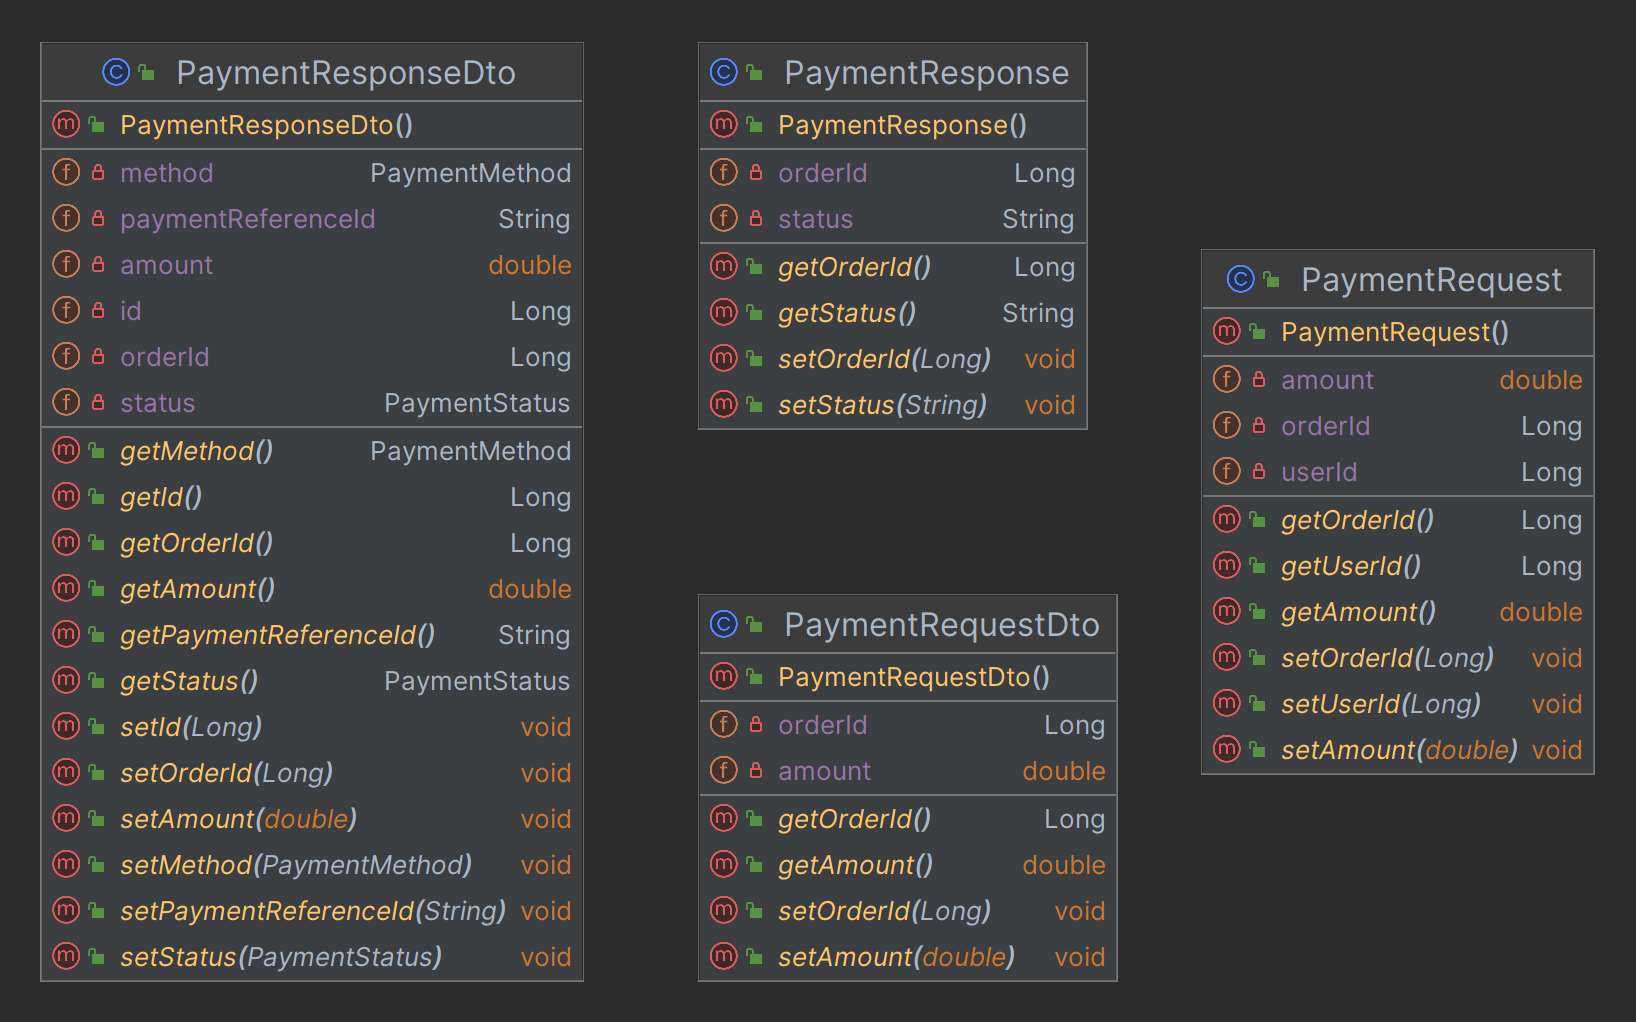 PaymentResponseDto
PaymentResponseDto()
method PaymentMethod
paymentReferenceId String
amount double
id Long
orderId Long
status PaymentStatus
getMethod() PaymentMethod
getId() Long
getOrderId() Long
getAmount() double
getPaymentReferenceId() String
getStatus() PaymentStatus
setId(Long) void
setOrderId(Long) void
setAmount(double) void
setMethod(PaymentMethod) void
setPaymentReferenceId(String) void
setStatus(PaymentStatus) void
PaymentResponse
PaymentResponse()
orderId Long
status String
getOrderId() Long
getStatus() String
setOrderId(Long) void
setStatus(String) void
PaymentRequestDto
PaymentRequestDto()
orderId Long
amount double
getOrderId() Long
getAmount() double
setOrderId(Long) void
setAmount(double) void
PaymentRequest
PaymentRequest()
amount double
orderId Long
userId Long
getOrderId() Long
getUserId() Long
getAmount() double
setOrderId(Long) void
setUserId(Long) void
setAmount(double) void